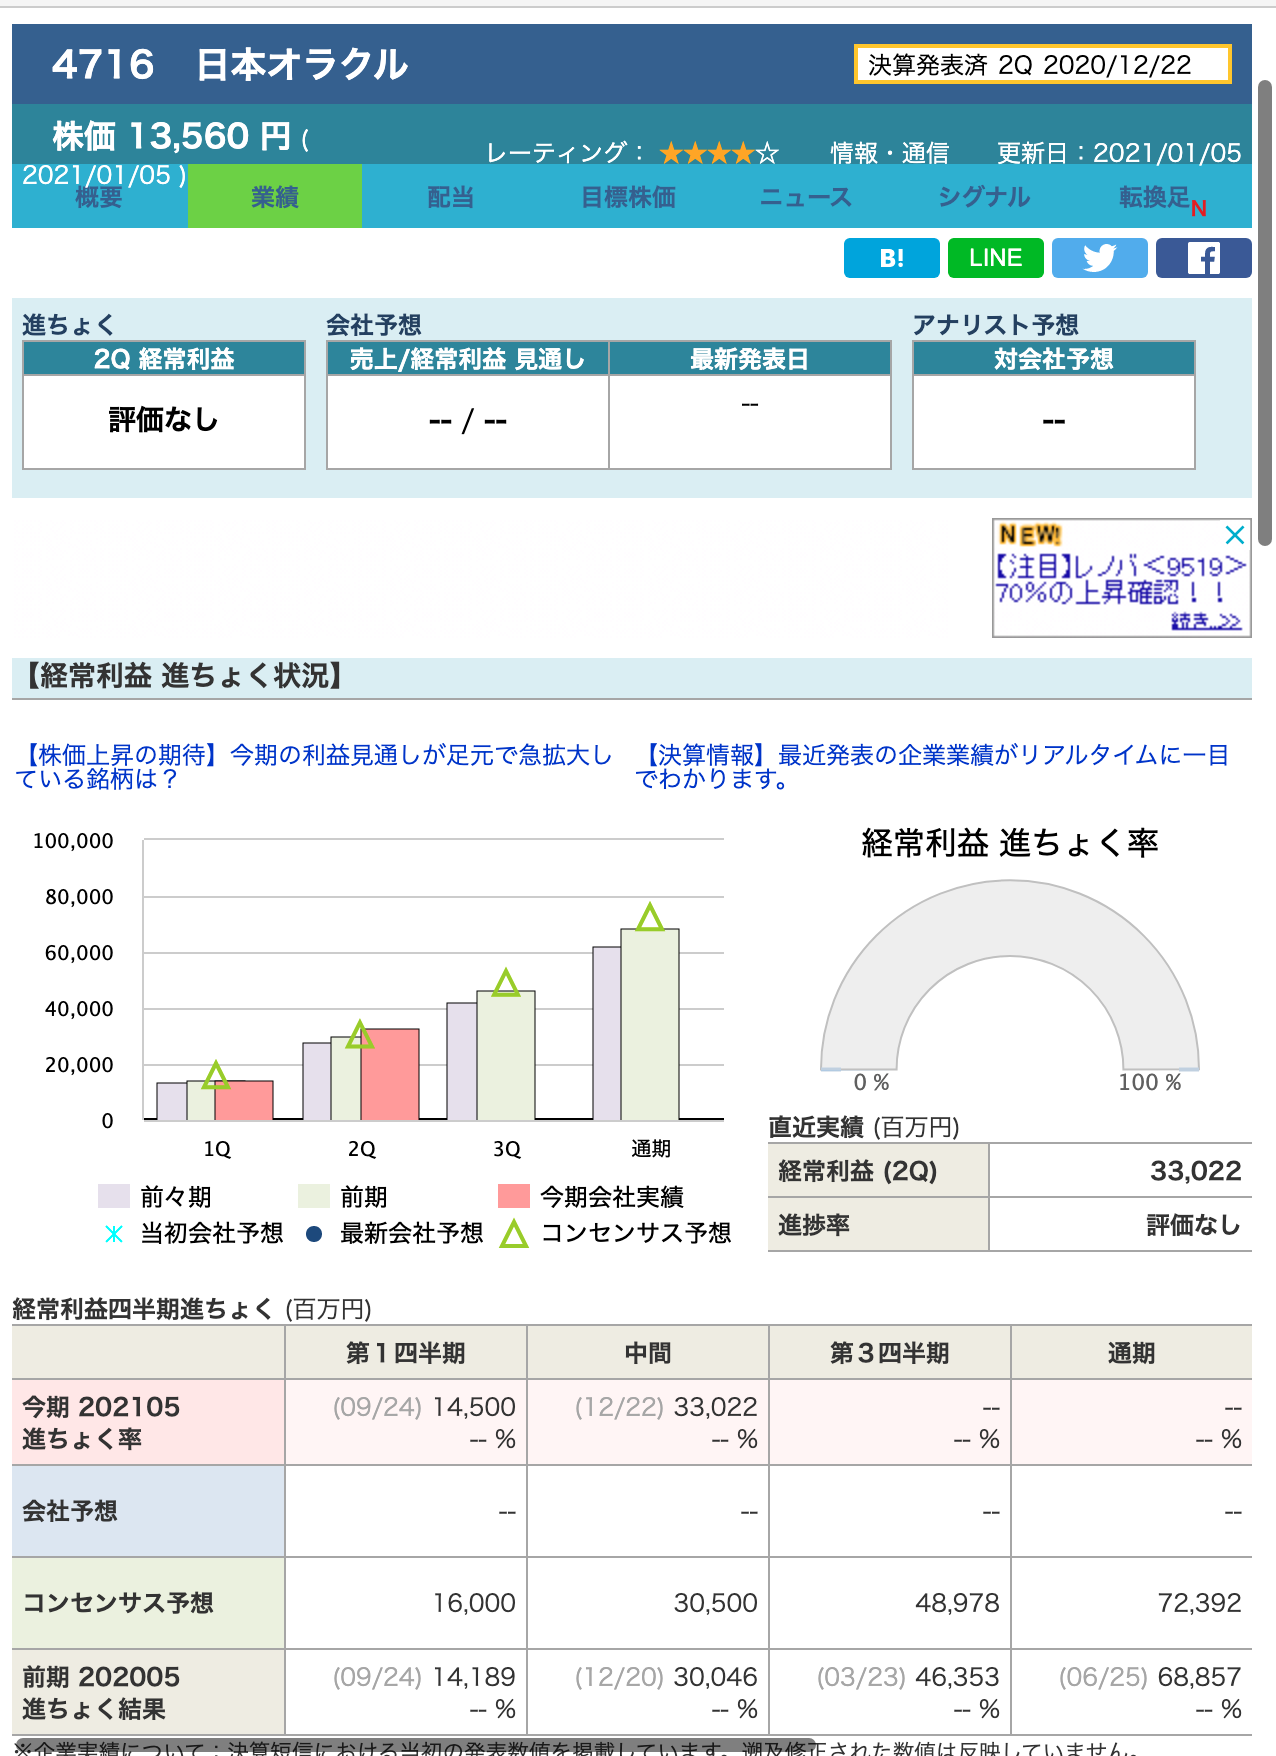 4716　日本オラクル
決算発表済 2Q 2020/12/22
株価 13,560 円 (
2021/01/05 )
レーティング： ★★★★☆
情報・通信
更新日：2021/01/05
概要
業績
配当
目標株価
ニュース
シグナル
転換足N
B!
LINE
進ちょく
会社予想
アナリスト予想
2Q 経常利益
売上/経常利益 見通し
最新発表日
対会社予想
評価なし
-- / --
--
--
NEW!
【注目】レノバ<9519>
70%の上昇確認！！
続き..>>
【経常利益 進ちょく状況】
【株価上昇の期待】今期の利益見通しが足元で急拡大し
ている銘柄は？
【決算情報】最近発表の企業業績がリアルタイムに一目
でわかります。
100,000
80,000
60,000
40,000
20,000
0
1Q
2Q
3Q
通期
前々期
前期
今期会社実績
当初会社予想
最新会社予想
コンセンサス予想
経常利益 進ちょく率
0 %
100 %
直近実績 (百万円)
経常利益 (2Q)
33,022
進捗率
評価なし
経常利益四半期進ちょく (百万円)
第１四半期
中間
第３四半期
通期
今期 202105
進ちょく率
(09/24) 14,500
-- %
(12/22) 33,022
-- %
--
-- %
--
-- %
会社予想
--
--
--
--
コンセンサス予想
16,000
30,500
48,978
72,392
前期 202005
進ちょく結果
(09/24) 14,189
-- %
(12/20) 30,046
-- %
(03/23) 46,353
-- %
(06/25) 68,857
-- %
※企業実績について：決算短信における当初の発表数値を掲載しています。遡及修正された数値は反映していません。